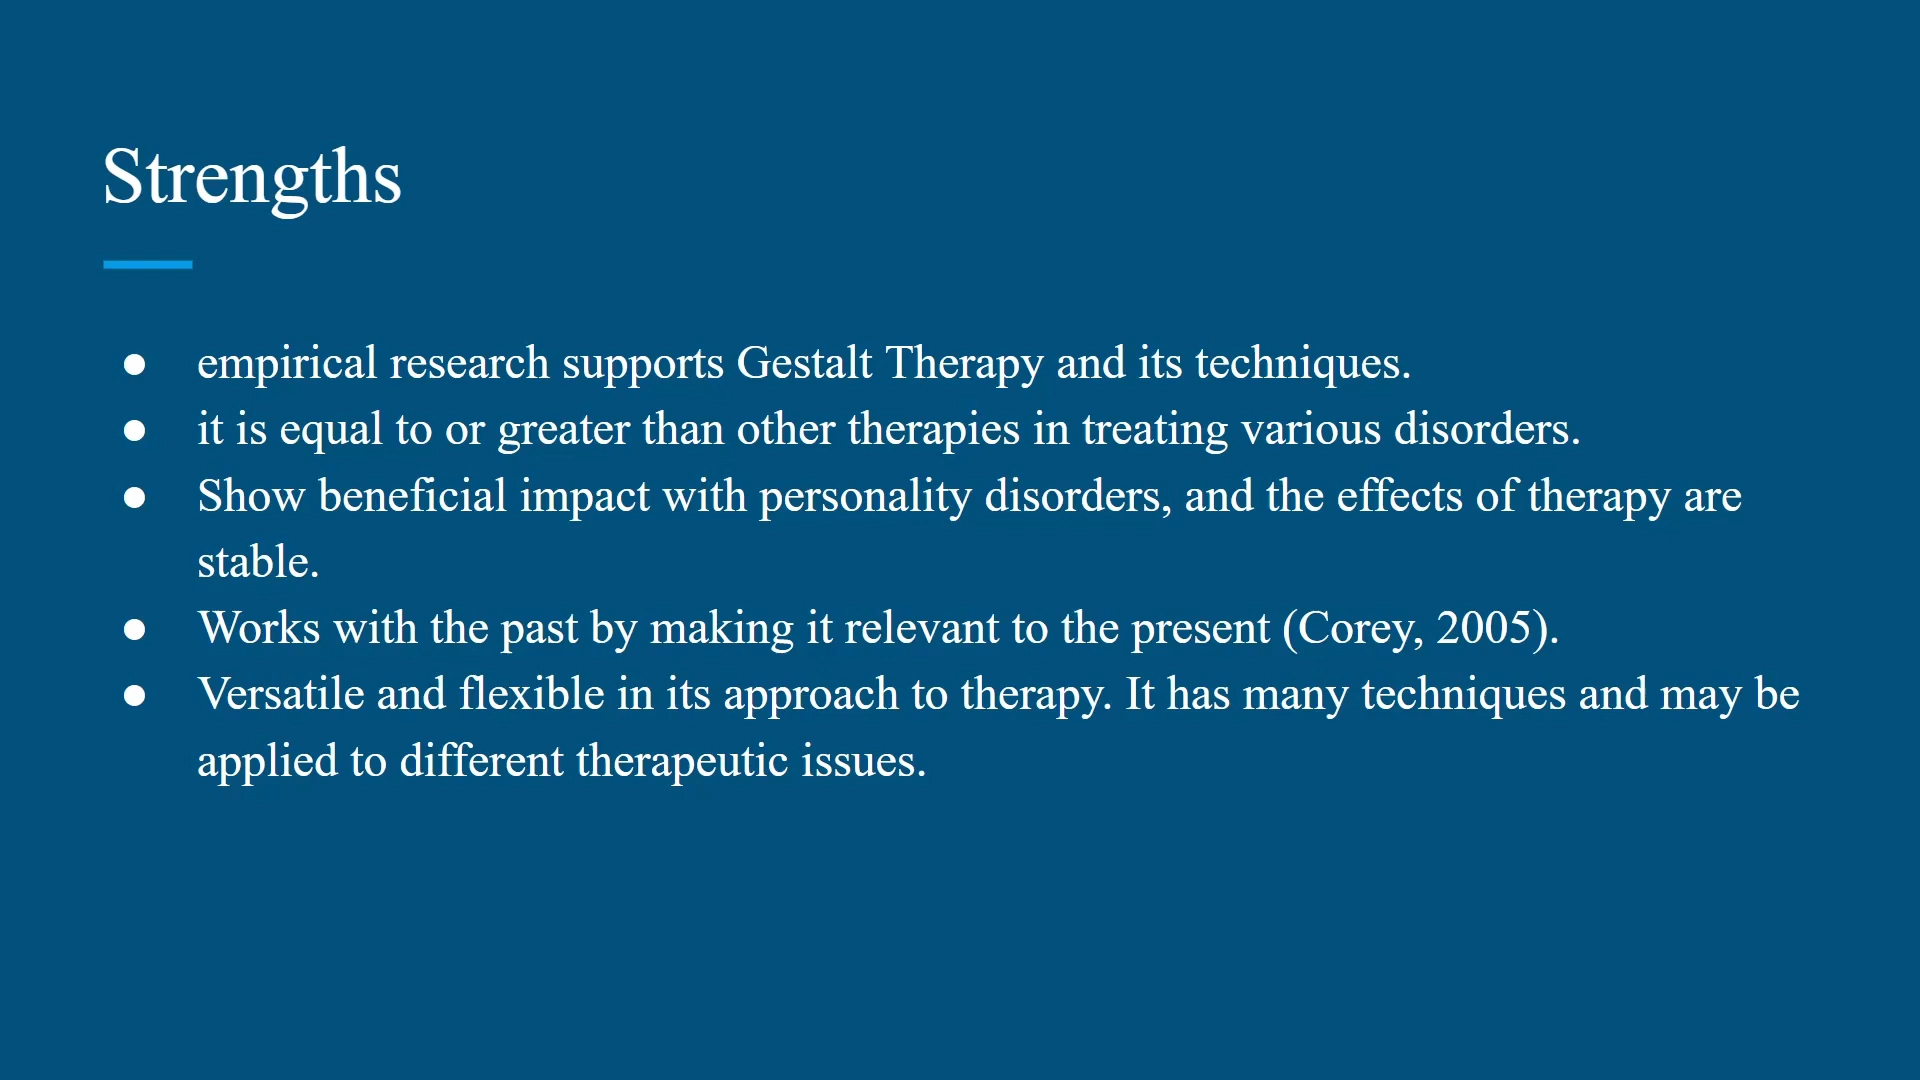 Strengths
● empirical research supports Gestalt Therapy and its techniques.
● it is equal to or greater than other therapies in treating various disorders.
● Show beneficial impact with personality disorders, and the effects of therapy are
stable.
● Works with the past by making it relevant to the present (Corey, 2005).
● Versatile and flexible in its approach to therapy. It has many techniques and may be
applied to different therapeutic issues.